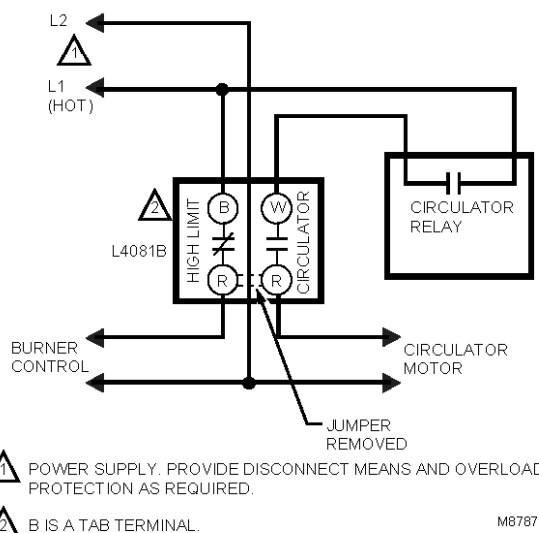 L2
1
L1
(HOT)
2
B
W
HIGH LIMIT
CIRCULATOR
L4081B
R
R
CIRCULATOR
RELAY
BURNER
CONTROL
CIRCULATOR
MOTOR
JUMPER
REMOVED
1 POWER SUPPLY. PROVIDE DISCONNECT MEANS AND OVERLOAD
PROTECTION AS REQUIRED.
2 B IS A TAB TERMINAL.
M8787